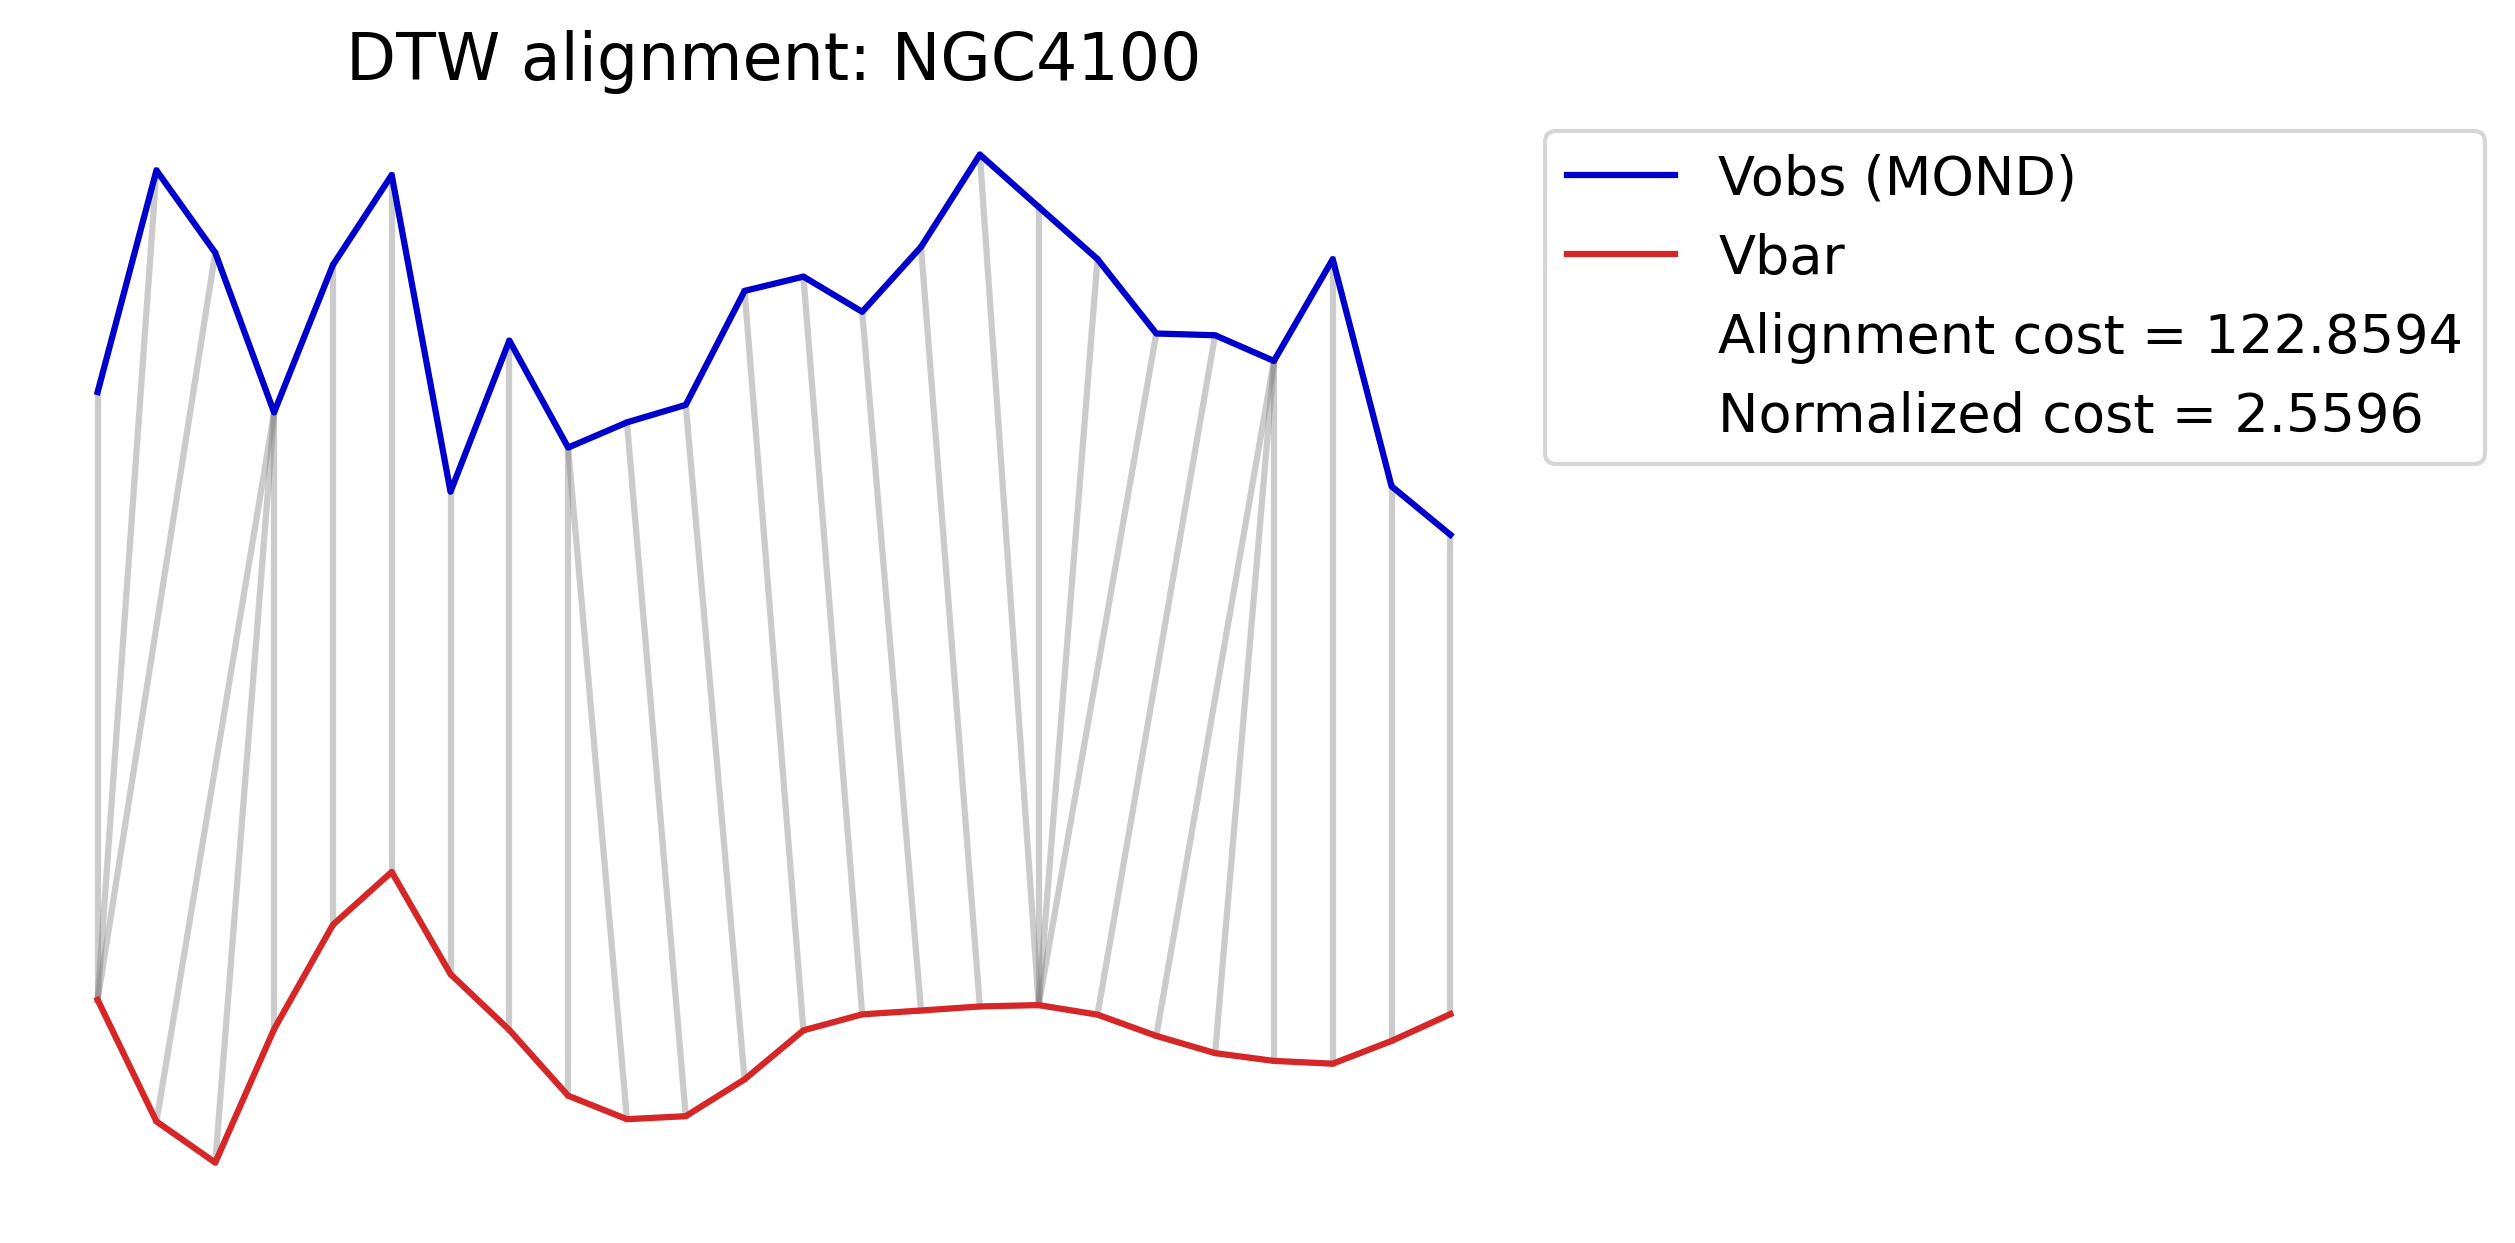 DTW alignment: NGC4100
Vobs (MOND)
Vbar
Alignment cost = 122.8594
Normalized cost = 2.5596